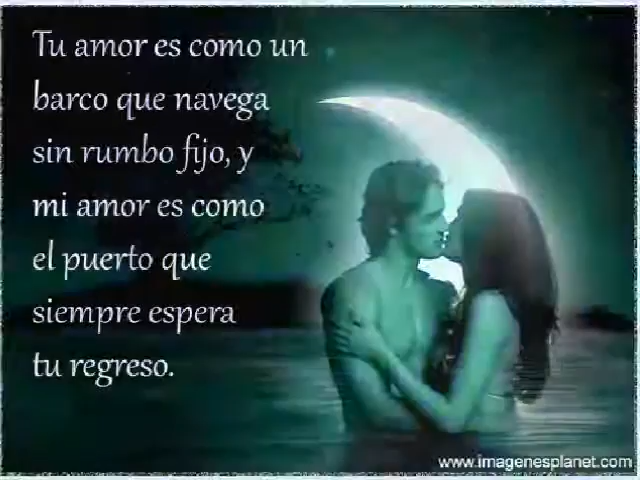 Tu amor es como un
barco que navega
sin rumbo fijo, y
mi amor es como
el puerto que
siempre espera
tu regreso.
www.imagenesplanet.com